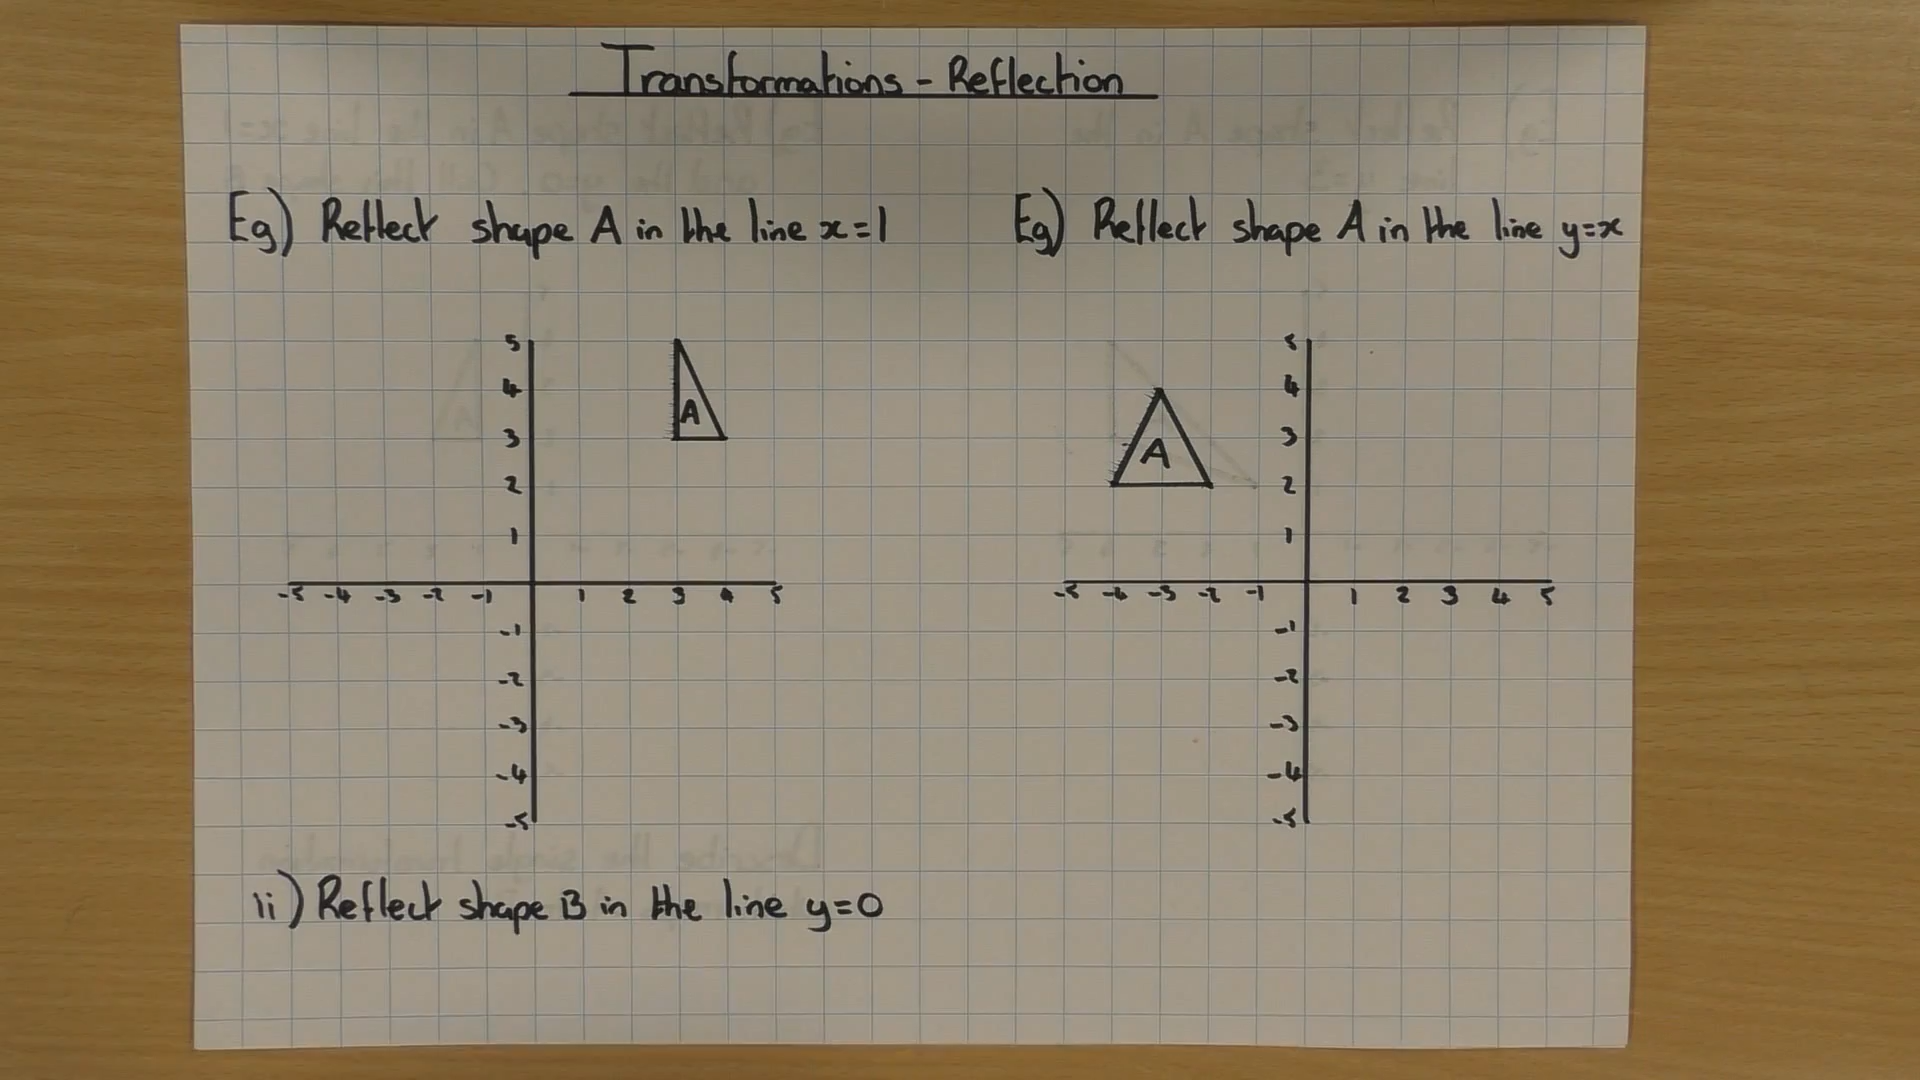 Transformations - Reflection
Eg) Reflect shape A in the line x=1
Eg) Reflect shape A in the line y=x
5
4
A
3
2
1
-5 -4 -3 -2 -1 1 2 3 4 5
-1
-2
-3
-4
-5
5
4
3
A
2
1
-5 -4 -3 -2 -1 1 2 3 4 5
-1
-2
-3
-4
-5
ii) Reflect shape B in the line y=0